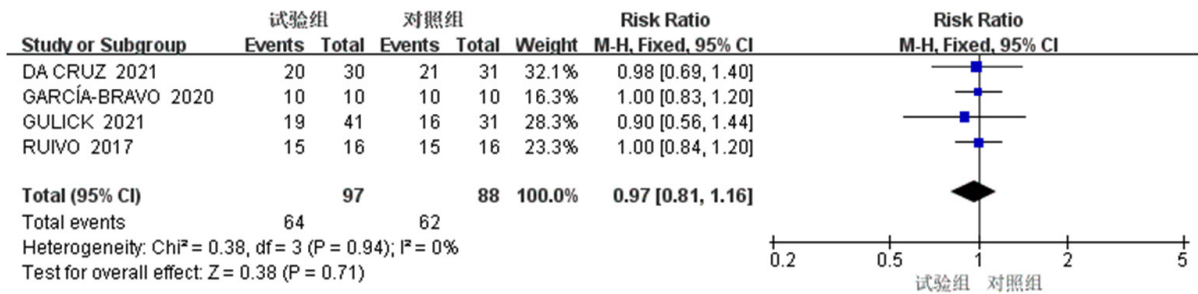 试验组 对照组 Risk Ratio Risk Ratio
Study or Subgroup Events Total Events Total Weight M-H, Fixed, 95% CI M-H, Fixed, 95% CI
DA CRUZ 2021 20 30 21 31 32.1% 0.98 [0.69, 1.40]
GARCÍA-BRAVO 2020 10 10 10 10 16.3% 1.00 [0.83, 1.20]
GULICK 2021 19 41 16 31 28.3% 0.90 [0.56, 1.44]
RUIVO 2017 15 16 15 16 23.3% 1.00 [0.84, 1.20]
Total (95% CI) 97 88 100.0% 0.97 [0.81, 1.16]
Total events 64 62
Heterogeneity: Chi² = 0.38, df = 3 (P = 0.94); I² = 0%
Test for overall effect: Z = 0.38 (P = 0.71)
0.2 0.5 1 2 5
试验组 对照组